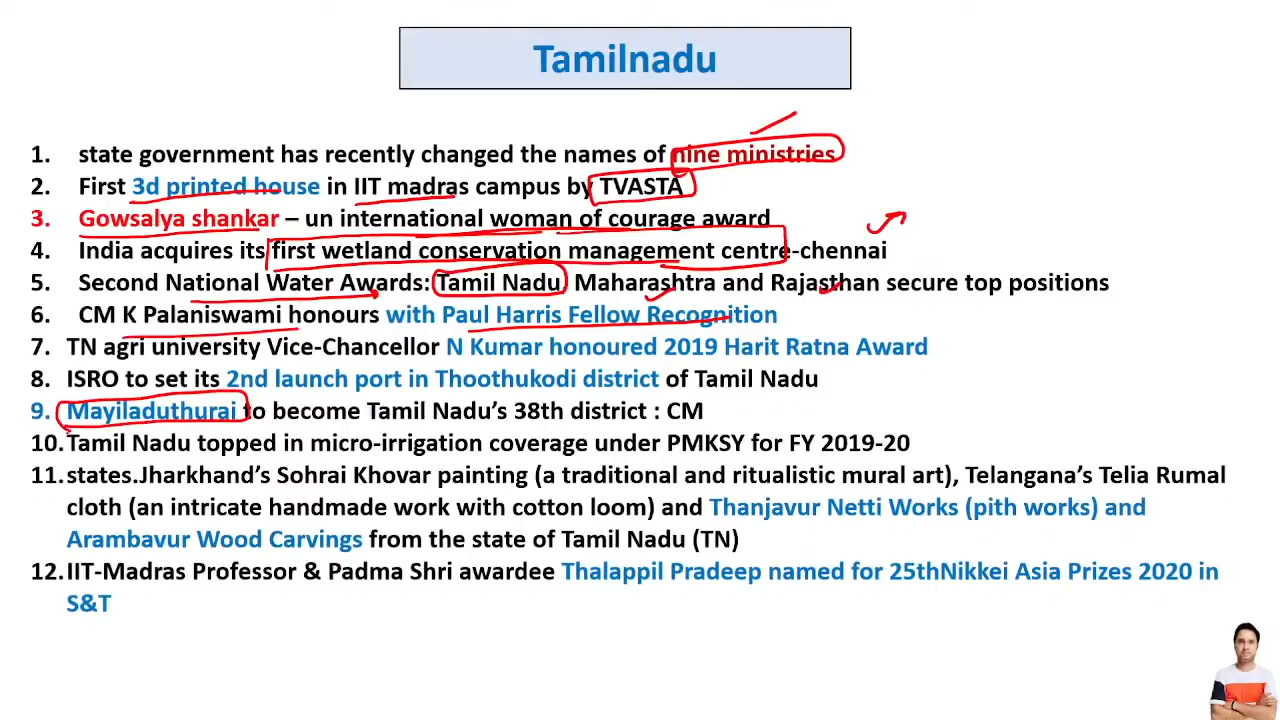 Tamilnadu
1. state government has recently changed the names of nine ministries
2. First 3d printed house in IIT madras campus by TVASTA
3. Gowsalya shankar – un international woman of courage award
4. India acquires its first wetland conservation management centre-chennai
5. Second National Water Awards: Tamil Nadu, Maharashtra and Rajasthan secure top positions
6. CM K Palaniswami honours with Paul Harris Fellow Recognition
7. TN agri university Vice-Chancellor N Kumar honoured 2019 Harit Ratna Award
8. ISRO to set its 2nd launch port in Thoothukodi district of Tamil Nadu
9. Mayiladuthurai to become Tamil Nadu’s 38th district : CM
10. Tamil Nadu topped in micro-irrigation coverage under PMKSY for FY 2019-20
11. states.Jharkhand’s Sohrai Khovar painting (a traditional and ritualistic mural art), Telangana’s Telia Rumal
cloth (an intricate handmade work with cotton loom) and Thanjavur Netti Works (pith works) and
Arambavur Wood Carvings from the state of Tamil Nadu (TN)
12. IIT-Madras Professor & Padma Shri awardee Thalappil Pradeep named for 25thNikkei Asia Prizes 2020 in
S&T